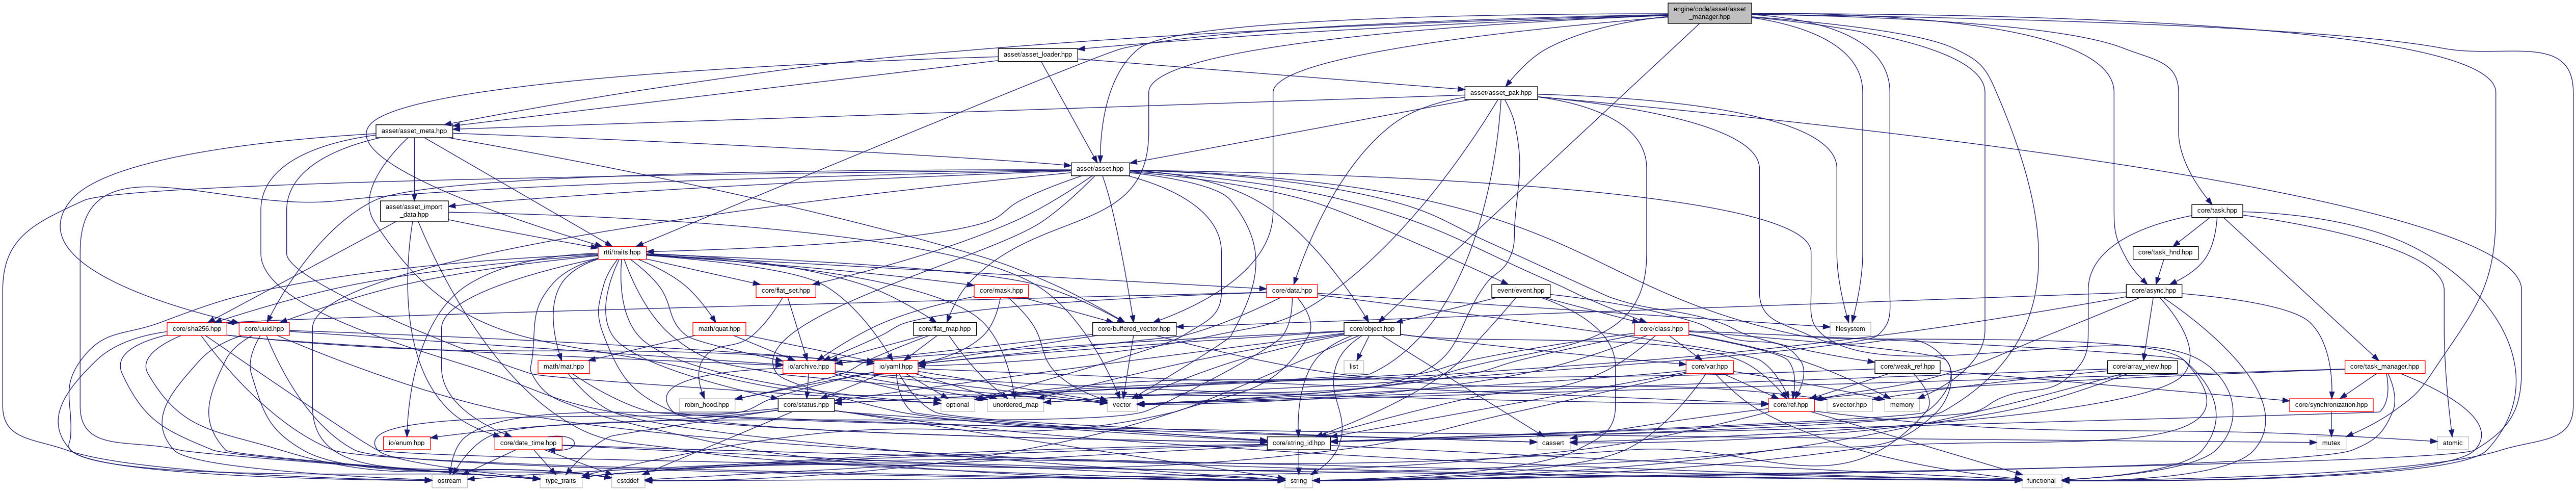 engine/code/asset/asset
_manager.hpp
asset/asset_loader.hpp
asset/asset_pak.hpp
asset/asset_meta.hpp
asset/asset.hpp
asset/asset_import
_data.hpp
core/task.hpp
rtti/traits.hpp
core/task_hnd.hpp
core/flat_set.hpp
core/mask.hpp
core/data.hpp
event/event.hpp
core/async.hpp
core/sha256.hpp
core/uuid.hpp
math/quat.hpp
core/flat_map.hpp
core/buffered_vector.hpp
core/object.hpp
core/class.hpp
filesystem
math/mat.hpp
io/archive.hpp
io/yaml.hpp
list
core/var.hpp
core/weak_ref.hpp
core/array_view.hpp
core/task_manager.hpp
robin_hood.hpp
core/status.hpp
optional
unordered_map
vector
core/ref.hpp
svector.hpp
memory
core/synchronization.hpp
io/enum.hpp
core/date_time.hpp
core/string_id.hpp
cassert
mutex
atomic
ostream
type_traits
cstddef
string
functional